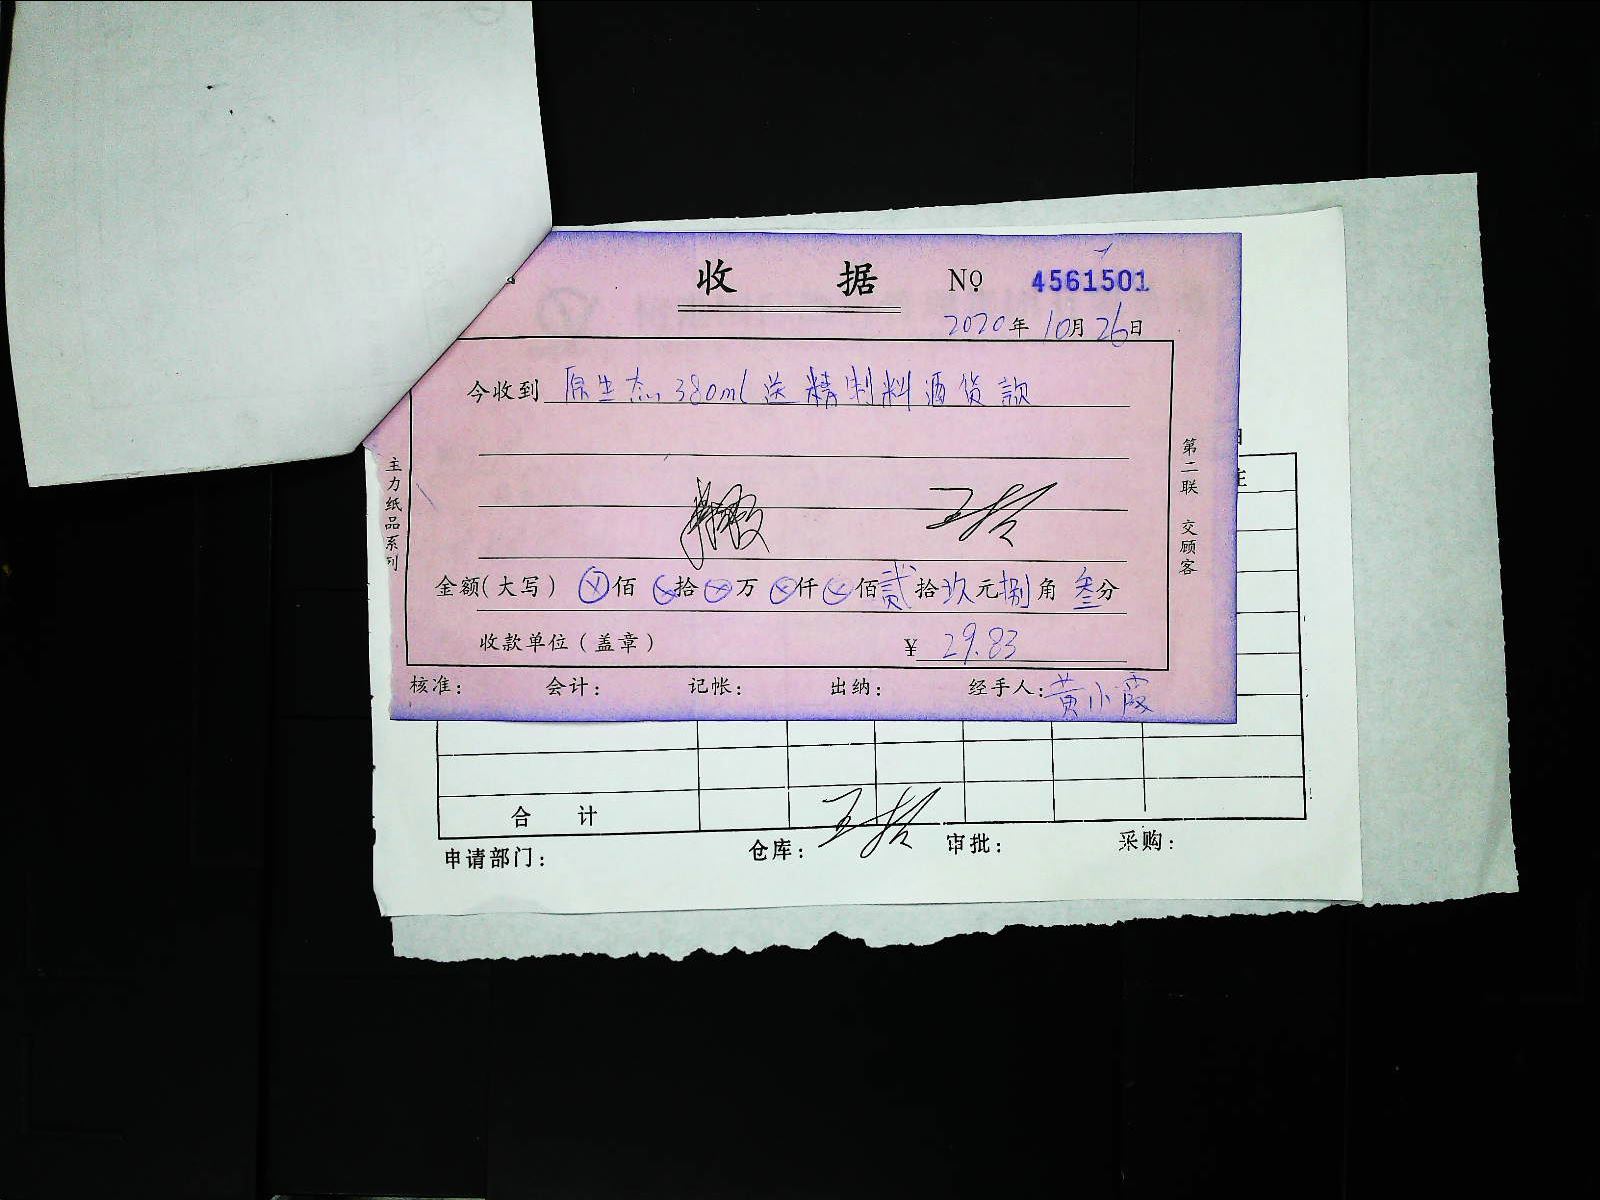 收 据 Nº 4561501
2020年10月26日
今收到 原生态380ml送精制料酒货款
金额(大写) ⊗佰⊗拾⊗万⊗仟⊗佰贰拾玖元捌角叁分
收款单位(盖章) ¥ 29.83
核准: 会计: 记帐: 出纳: 经手人:黄小霞
主力纸品系列
第二联 交顾客
合 计
申请部门: 仓库: 审批: 采购: